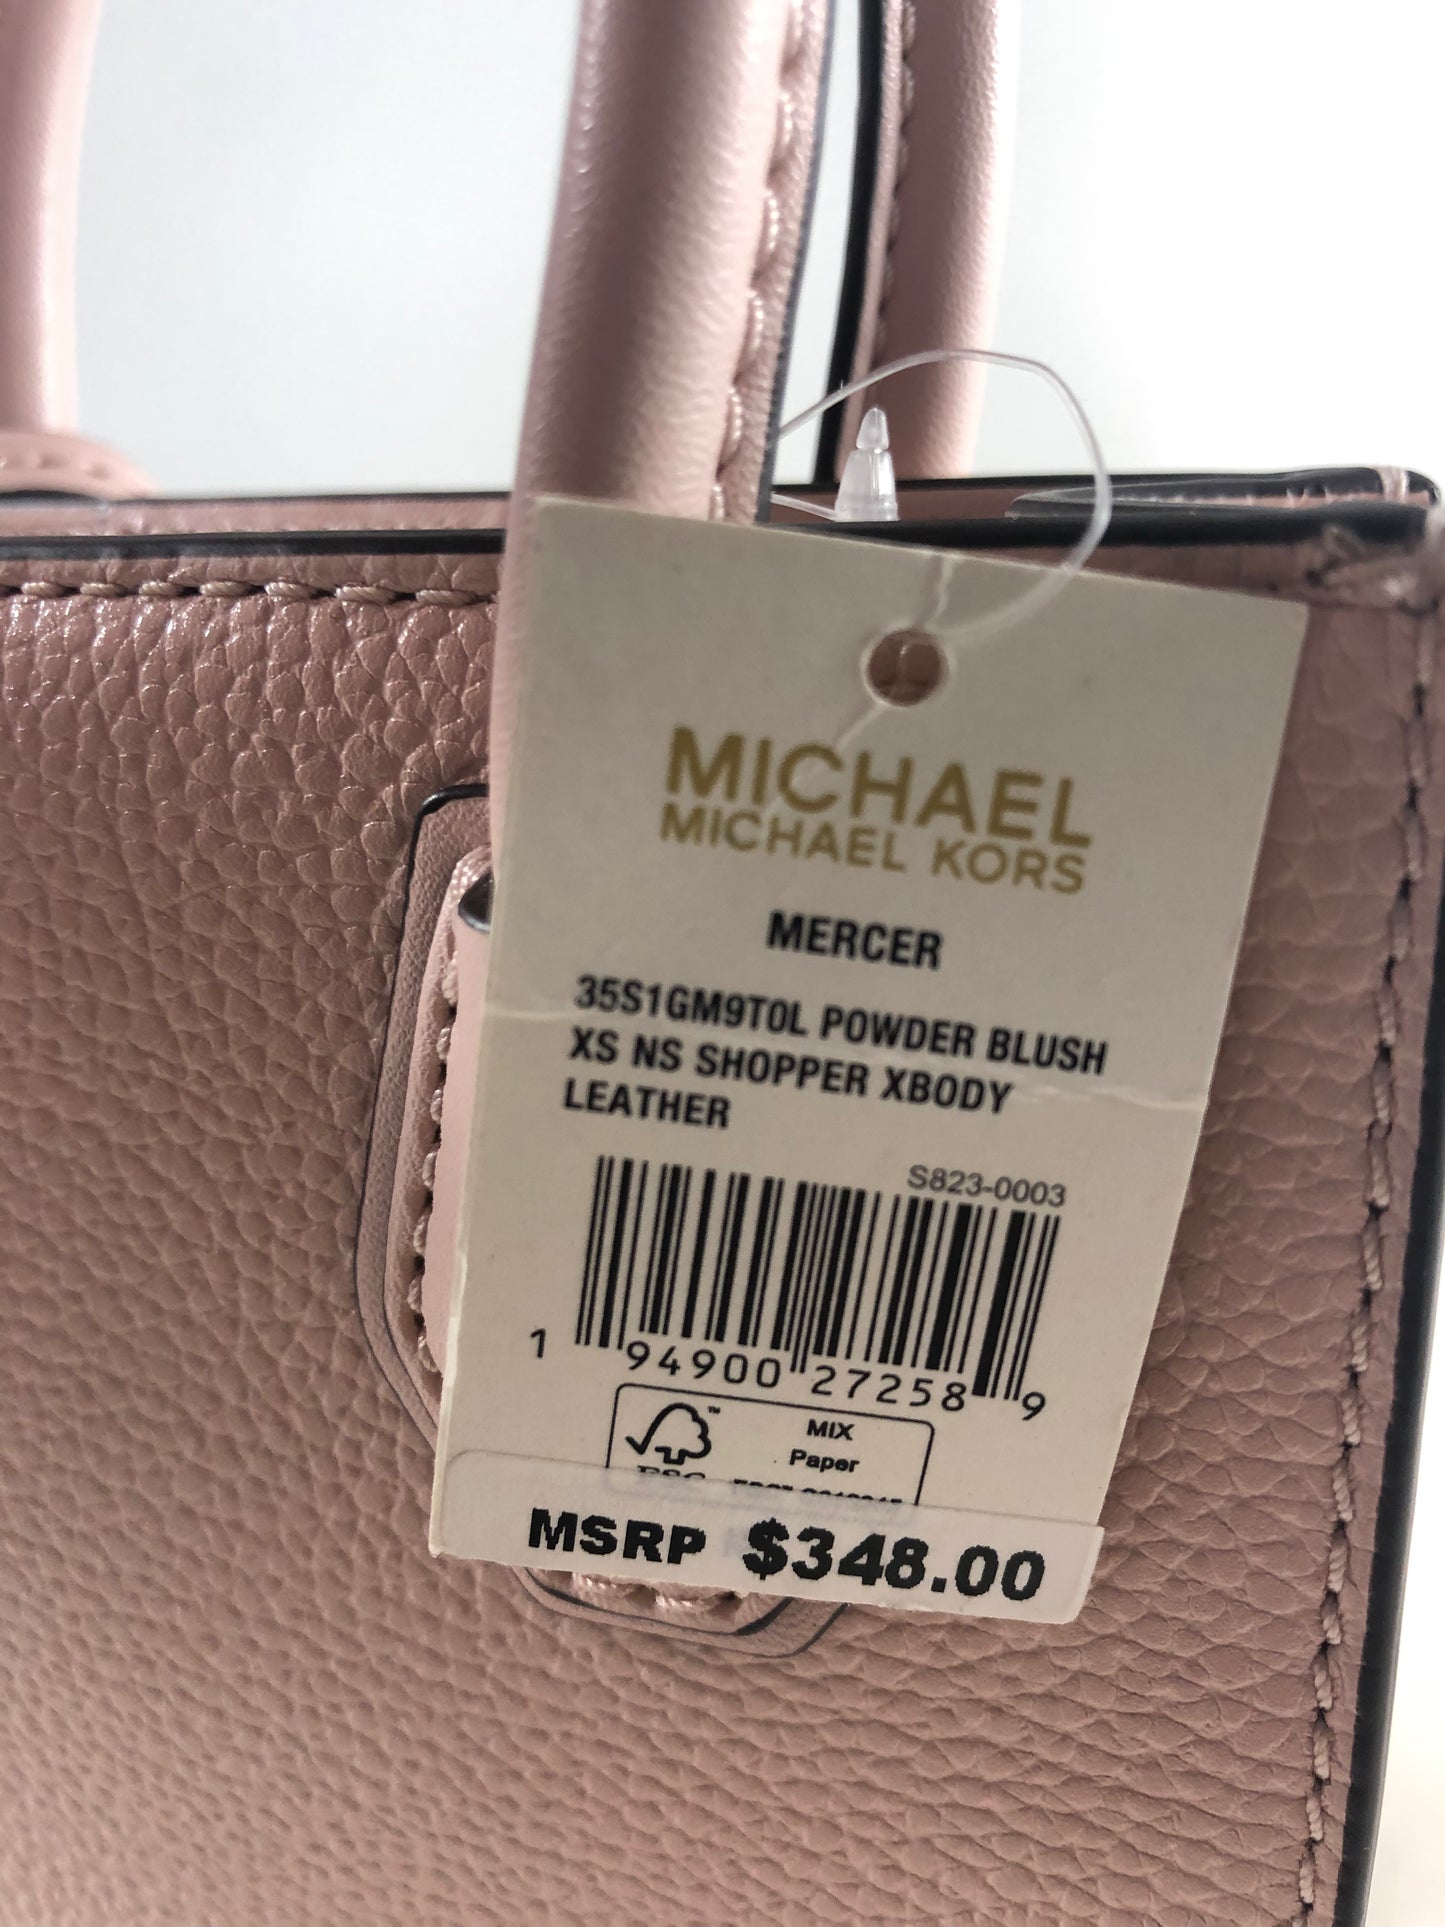 MICHAEL
MICHAEL KORS
MERCER
35S1GM9T0L POWDER BLUSH
XS NS SHOPPER XBODY
LEATHER
S823-0003
1 94900 27258 9
MIX
Paper
FSC
MSRP $348.00